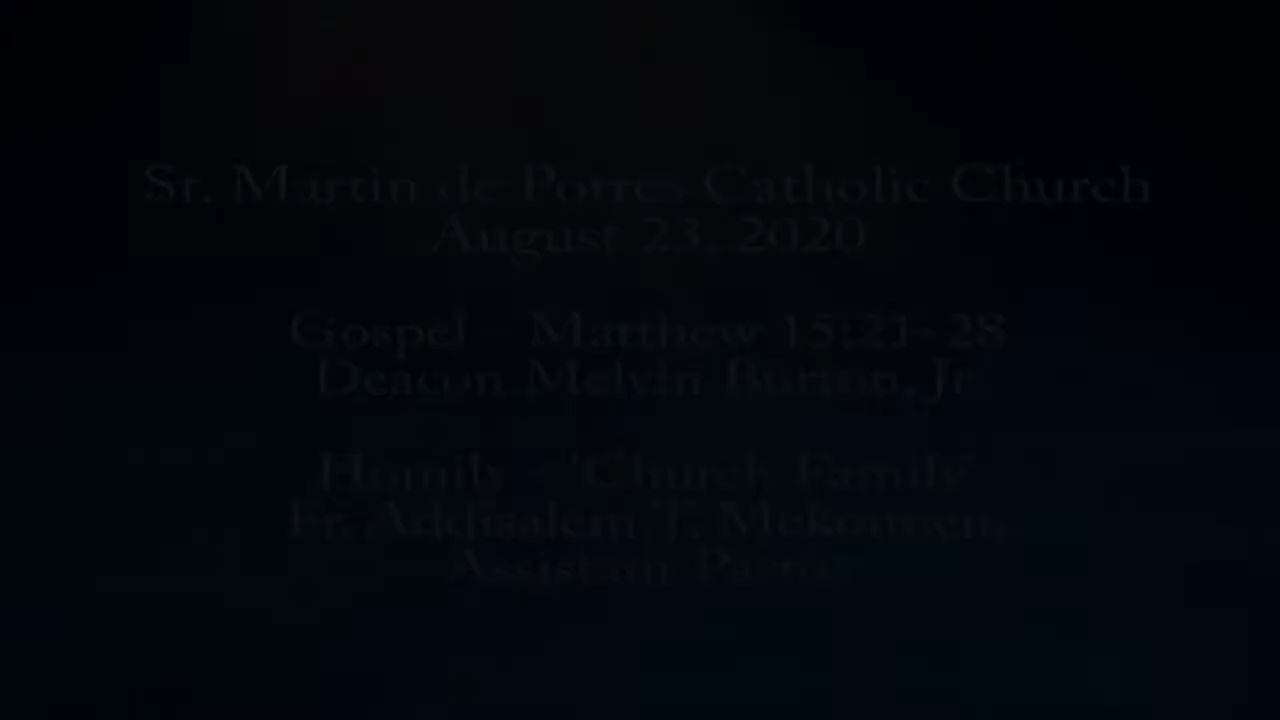 St. Martin de Porres Catholic Church
August 23, 2020
Gospel Matthew 15:21-28
Deacon Melvin Burton, Jr
Homily - "Church Family"
Fr. Addisalem T. Mekonnen,
Assistant Pastor